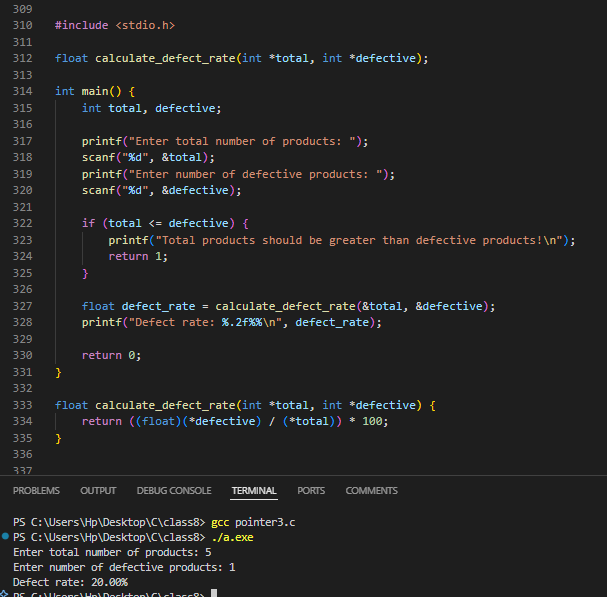 309
310 #include <stdio.h>
311
312 float calculate_defect_rate(int *total, int *defective);
313
314 int main() {
315     int total, defective;
316
317     printf("Enter total number of products: ");
318     scanf("%d", &total);
319     printf("Enter number of defective products: ");
320     scanf("%d", &defective);
321
322     if (total <= defective) {
323         printf("Total products should be greater than defective products!\n");
324         return 1;
325     }
326
327     float defect_rate = calculate_defect_rate(&total, &defective);
328     printf("Defect rate: %.2f%%\n", defect_rate);
329
330     return 0;
331 }
332
333 float calculate_defect_rate(int *total, int *defective) {
334     return ((float)(*defective) / (*total)) * 100;
335 }
336
337
PROBLEMS OUTPUT DEBUG CONSOLE TERMINAL PORTS COMMENTS
PS C:\Users\Hp\Desktop\C\class8> gcc pointer3.c
PS C:\Users\Hp\Desktop\C\class8> ./a.exe
Enter total number of products: 5
Enter number of defective products: 1
Defect rate: 20.00%
PS C:\Users\Hp\Desktop\C\class8>